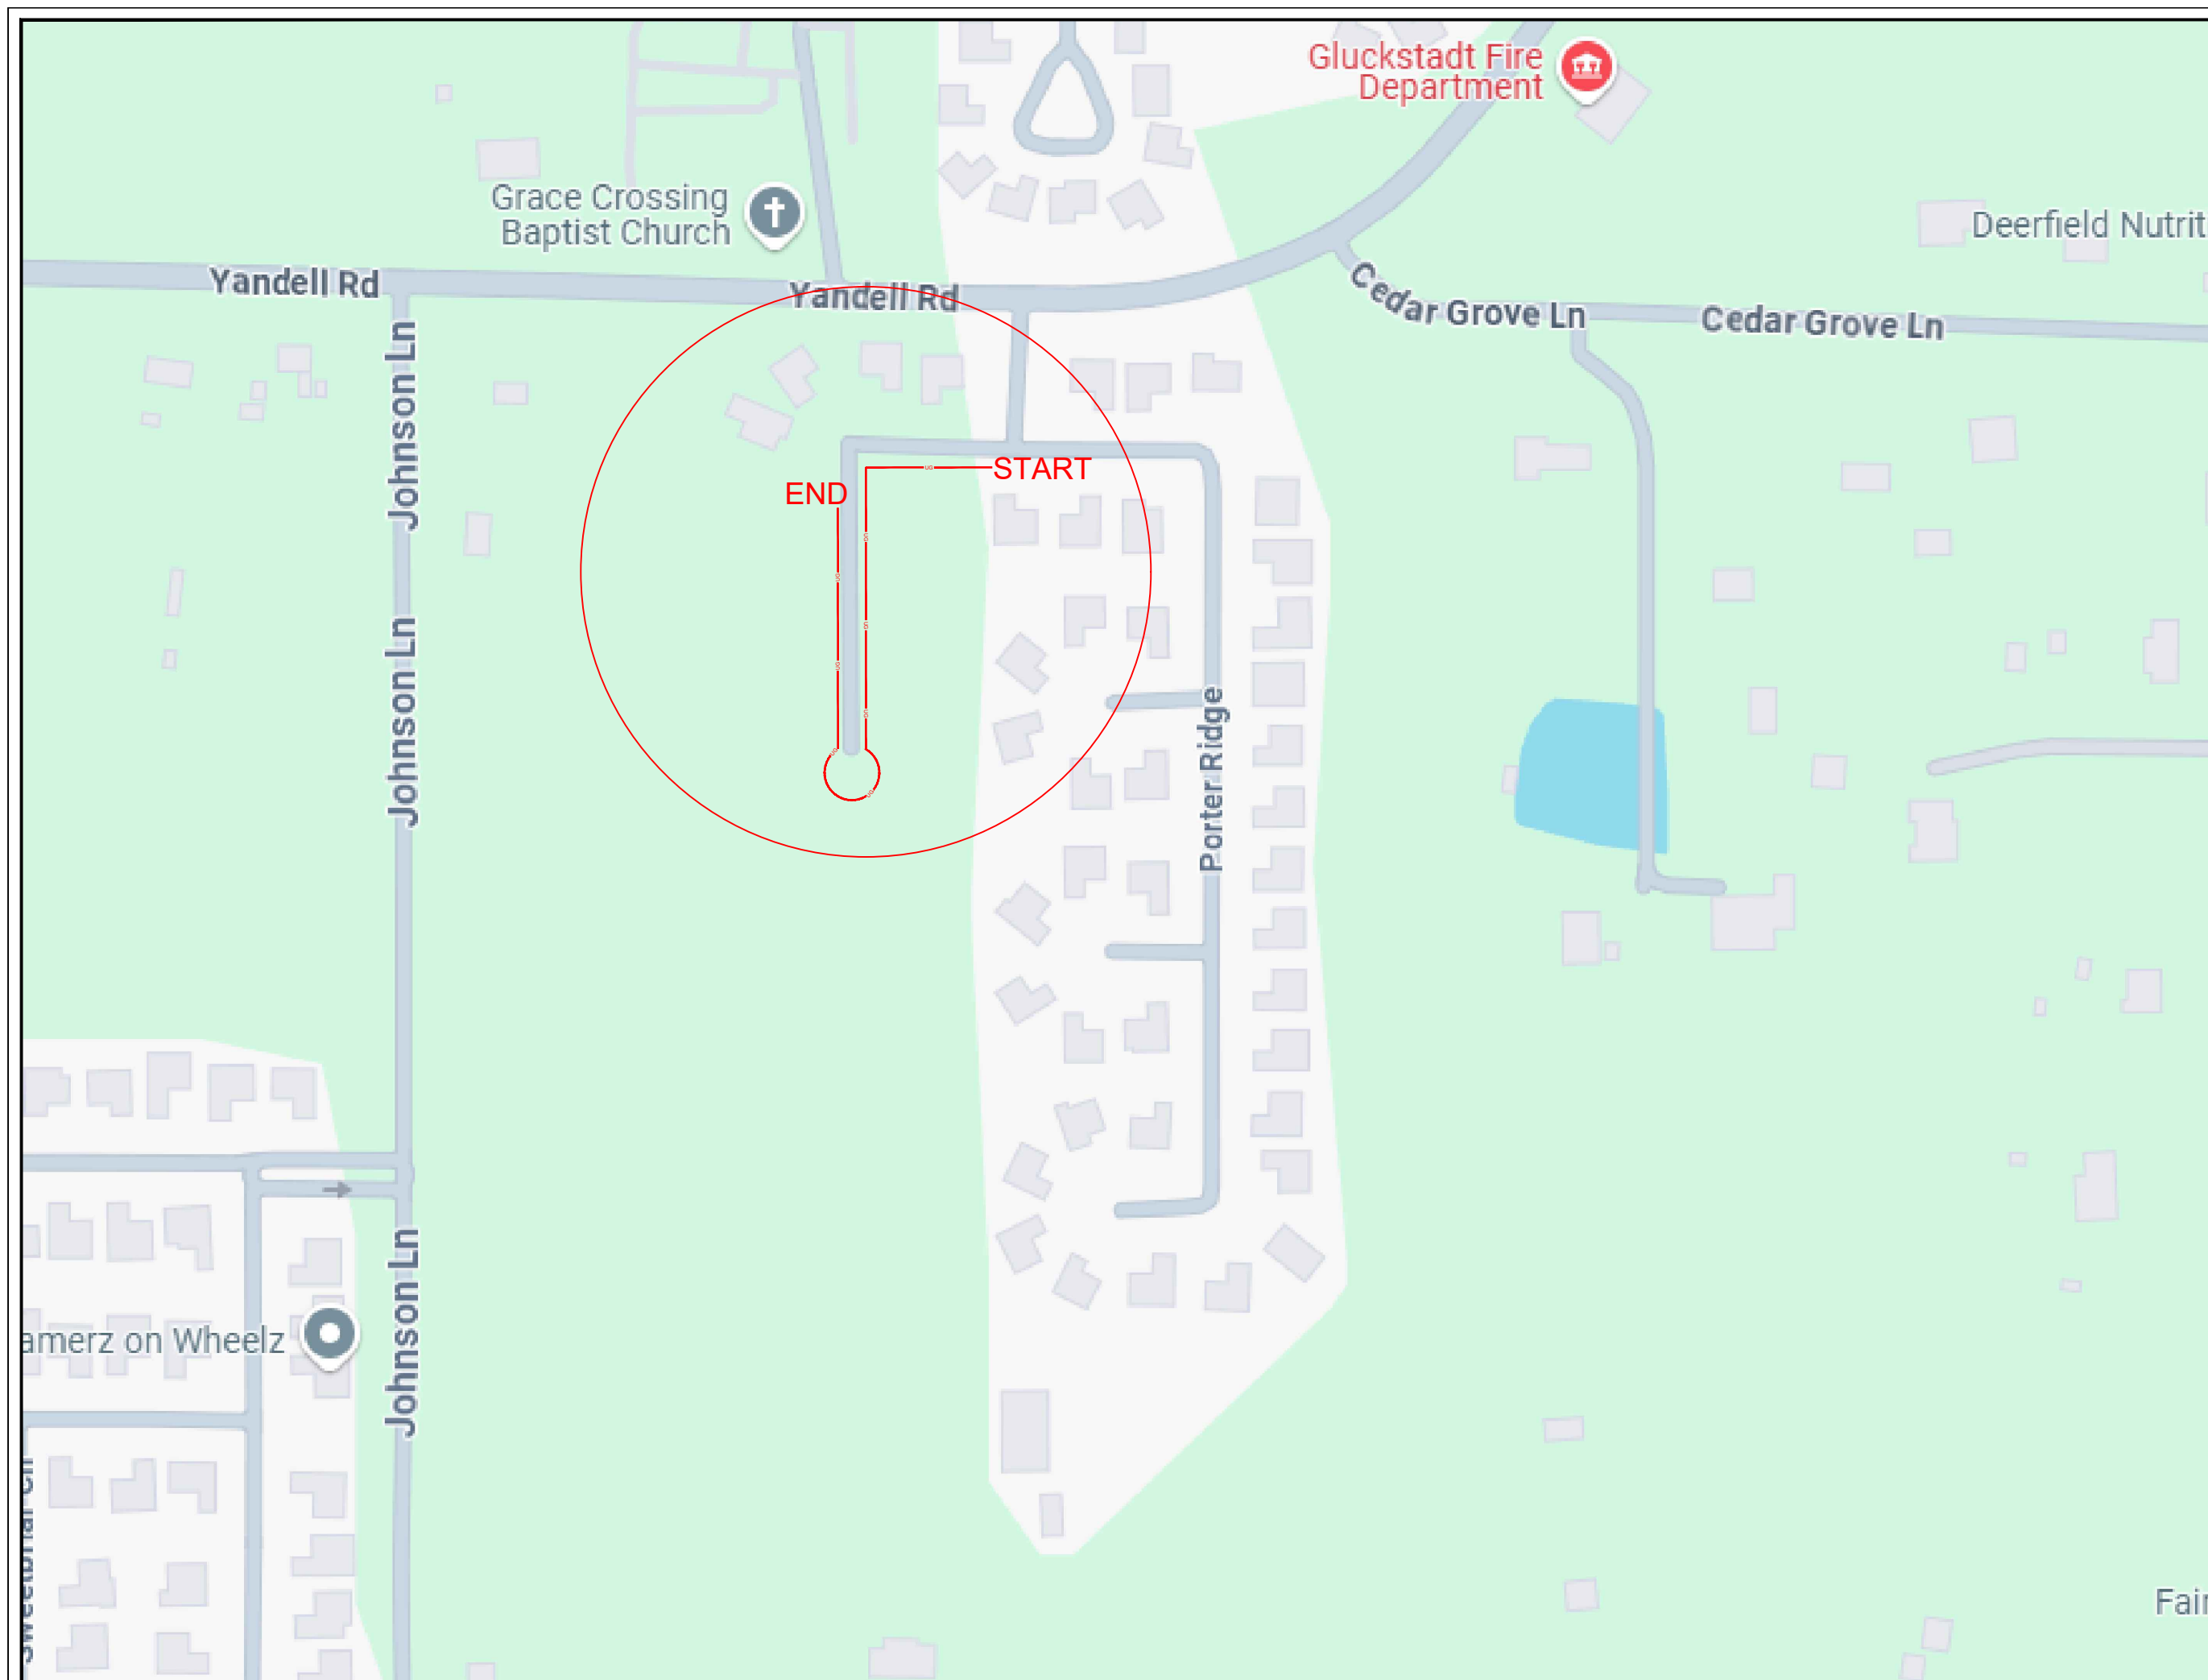 Gluckstadt Fire
Department
Grace Crossing
Baptist Church
Deerfield Nutrit
Yandell Rd
Yandell Rd
Cedar Grove Ln
Cedar Grove Ln
Johnson Ln
START
END
Johnson Ln
Porter Ridge
Johnson Ln
amerz on Wheelz
Fair